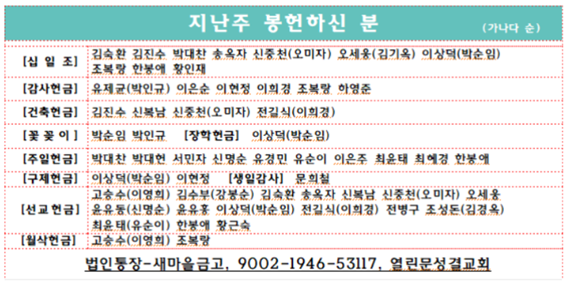 지난주 봉헌하신 분 (가나다 순)
[십 일 조] 김숙환 김진수 박대찬 송옥자 신중천(오미자) 오세웅(김기옥) 이상덕(박순임)
조복랑 한봉애 황인재
[감사헌금] 유제균(박인규) 이은순 이현정 이희경 조복랑 하영준
[건축헌금] 김진수 신복남 신중천(오미자) 전길식(이희경)
[꽃 꽂 이] 박순임 박인규 [장학헌금] 이상덕(박순임)
[주일헌금] 박대찬 박대현 서민자 신명순 유경민 유순이 이은주 최윤태 최혜경 한봉애
[구제헌금] 이상덕(박순임) 이현정 [생일감사] 문희철
[선교헌금] 고승수(이영희) 김수부(강봉순) 김숙환 송옥자 신복남 신중천(오미자) 오세웅
윤유동(신명순) 윤유홍 이상덕(박순임) 전길식(이희경) 전병구 조성돈(김경옥)
최윤태(유순이) 한봉애 황근숙
[월삭헌금] 고승수(이영희) 조복랑
법인통장-새마을금고, 9002-1946-53117, 열린문성결교회